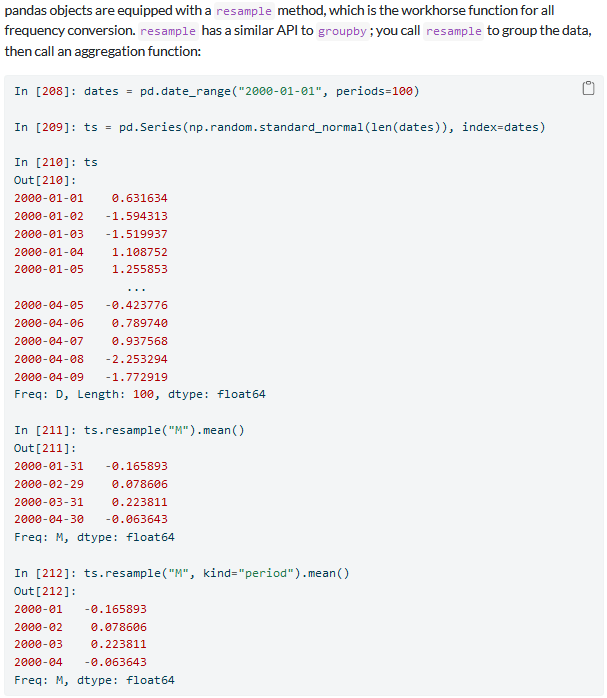 pandas objects are equipped with a resample method, which is the workhorse function for all
frequency conversion. resample has a similar API to groupby; you call resample to group the data,
then call an aggregation function:
In [208]: dates = pd.date_range("2000-01-01", periods=100)
In [209]: ts = pd.Series(np.random.standard_normal(len(dates)), index=dates)
In [210]: ts
Out[210]:
2000-01-01    0.631634
2000-01-02   -1.594313
2000-01-03   -1.519937
2000-01-04    1.108752
2000-01-05    1.255853
                ...
2000-04-05   -0.423776
2000-04-06    0.789740
2000-04-07    0.937568
2000-04-08   -2.253294
2000-04-09   -1.772919
Freq: D, Length: 100, dtype: float64
In [211]: ts.resample("M").mean()
Out[211]:
2000-01-31   -0.165893
2000-02-29    0.078606
2000-03-31    0.223811
2000-04-30   -0.063643
Freq: M, dtype: float64
In [212]: ts.resample("M", kind="period").mean()
Out[212]:
2000-01   -0.165893
2000-02    0.078606
2000-03    0.223811
2000-04   -0.063643
Freq: M, dtype: float64